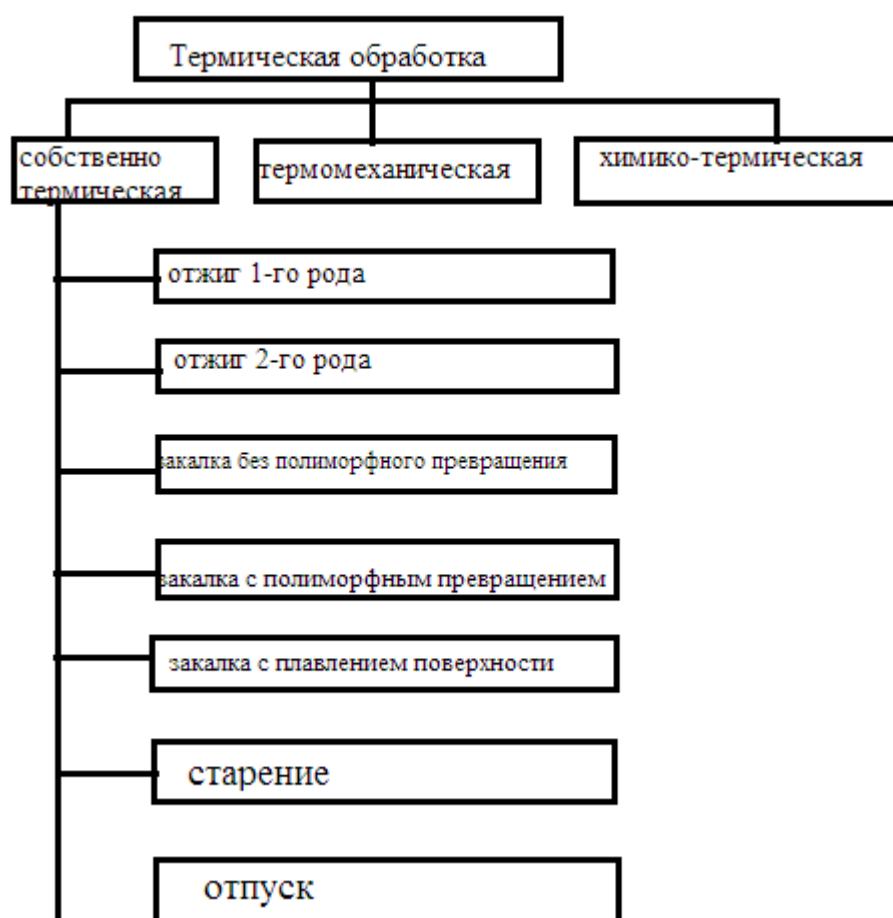 Термическая обработка
собственно
термическая
термомеханическая
химико-термическая
отжиг 1-го рода
отжиг 2-го рода
закалка без полиморфного превращения
закалка с полиморфным превращением
закалка с плавлением поверхности
старение
отпуск